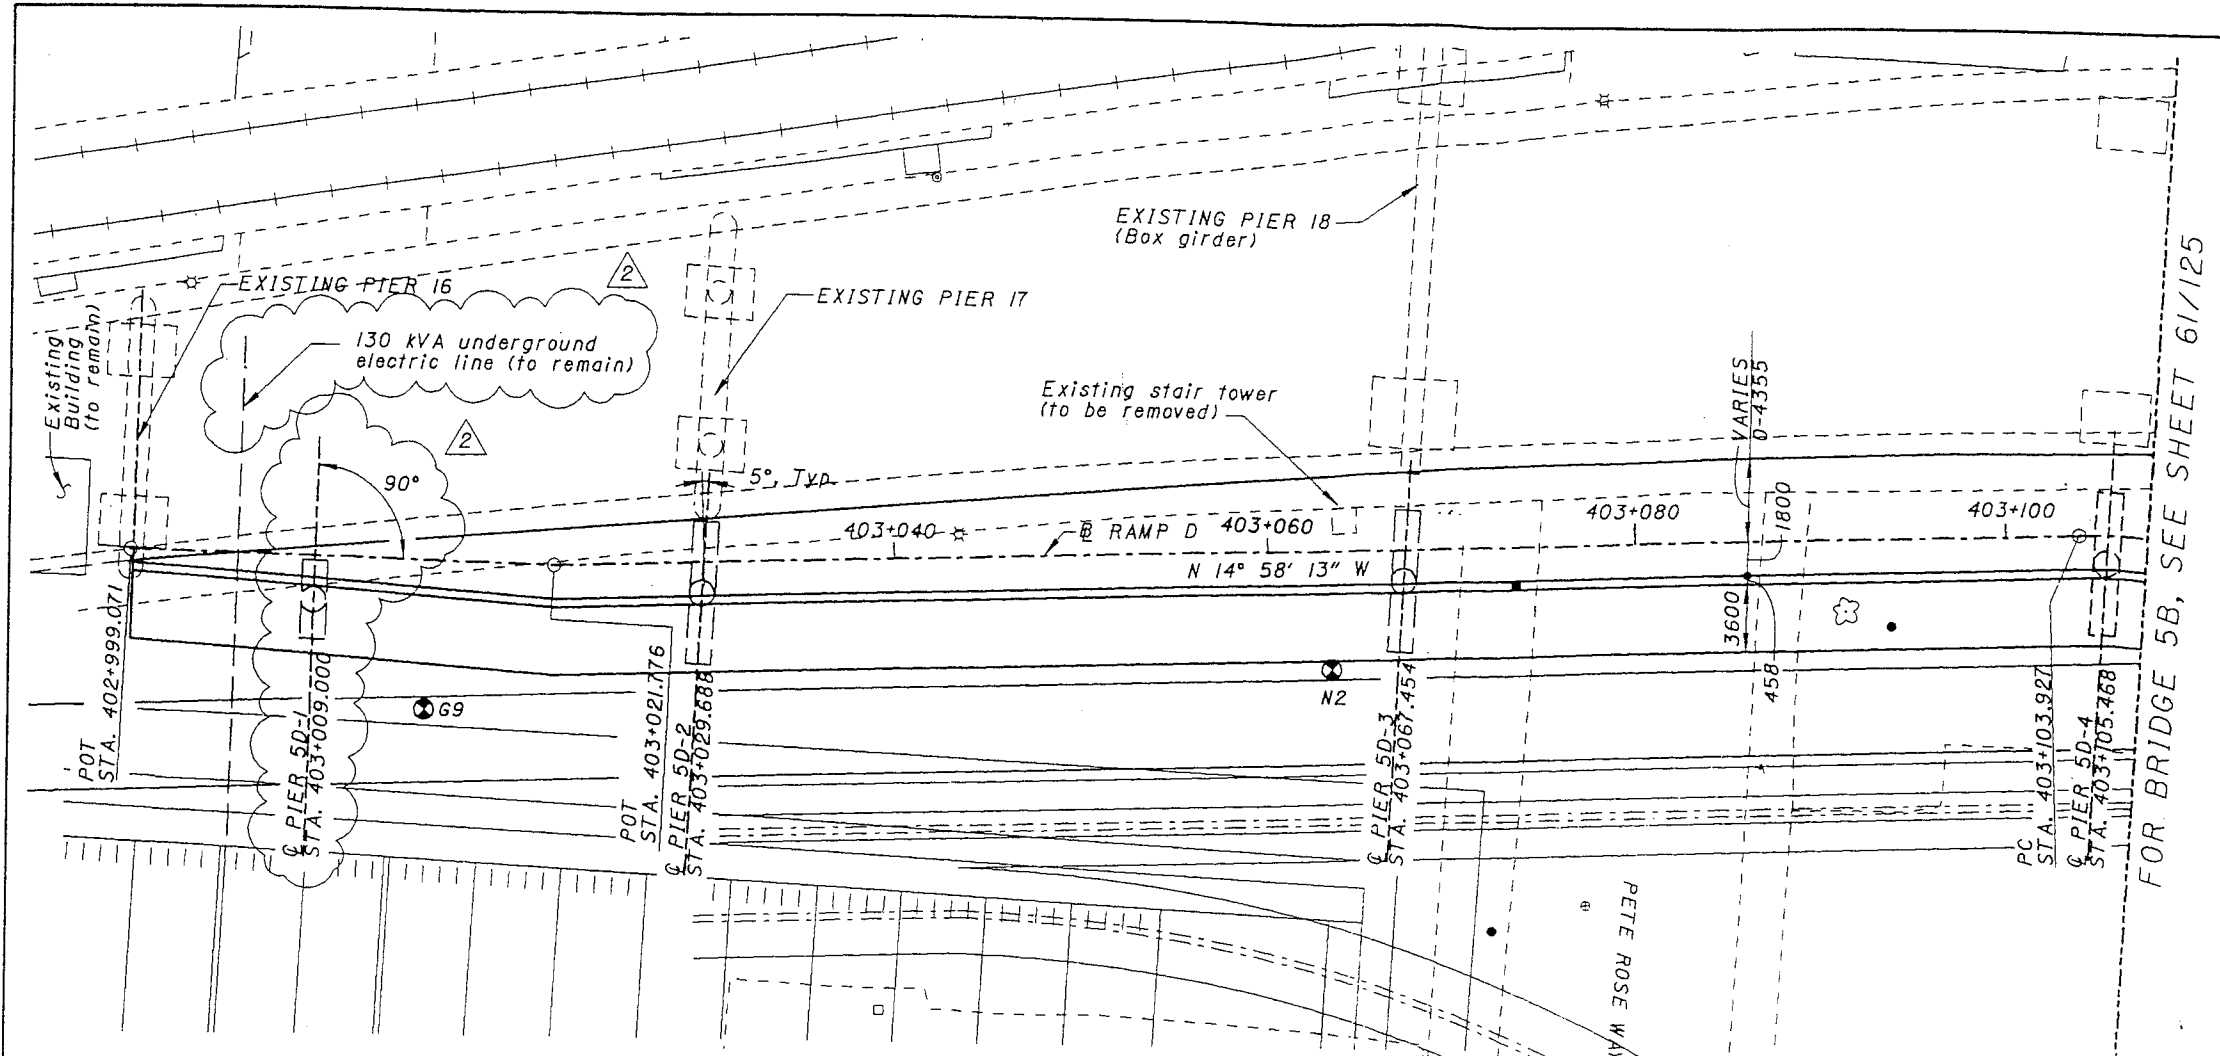 EXISTING PIER 18
(Box girder)
EXISTING PIER 16
2
EXISTING PIER 17
130 KVA underground
electric line (to remain)
Existing
Building
(to remain)
2
90°
5°, Typ.
Existing stair tower
(to be removed)
VARIES
0-4355
1800
403+040
℄ RAMP D
403+060
403+080
403+100
N 14° 58' 13" W
3600
458
G9
N2
POT
STA. 402+999.071
℄ PIER 5D-1
STA. 403+009.000
POT
STA. 403+021.776
℄ PIER 5D-2
STA. 403+029.688
℄ PIER 5D-3
STA. 403+067.454
PC
STA. 403+103.927
℄ PIER 5D-4
STA. 403+105.468
PETE ROSE WAY
FOR BRIDGE 5B, SEE SHEET 61/125